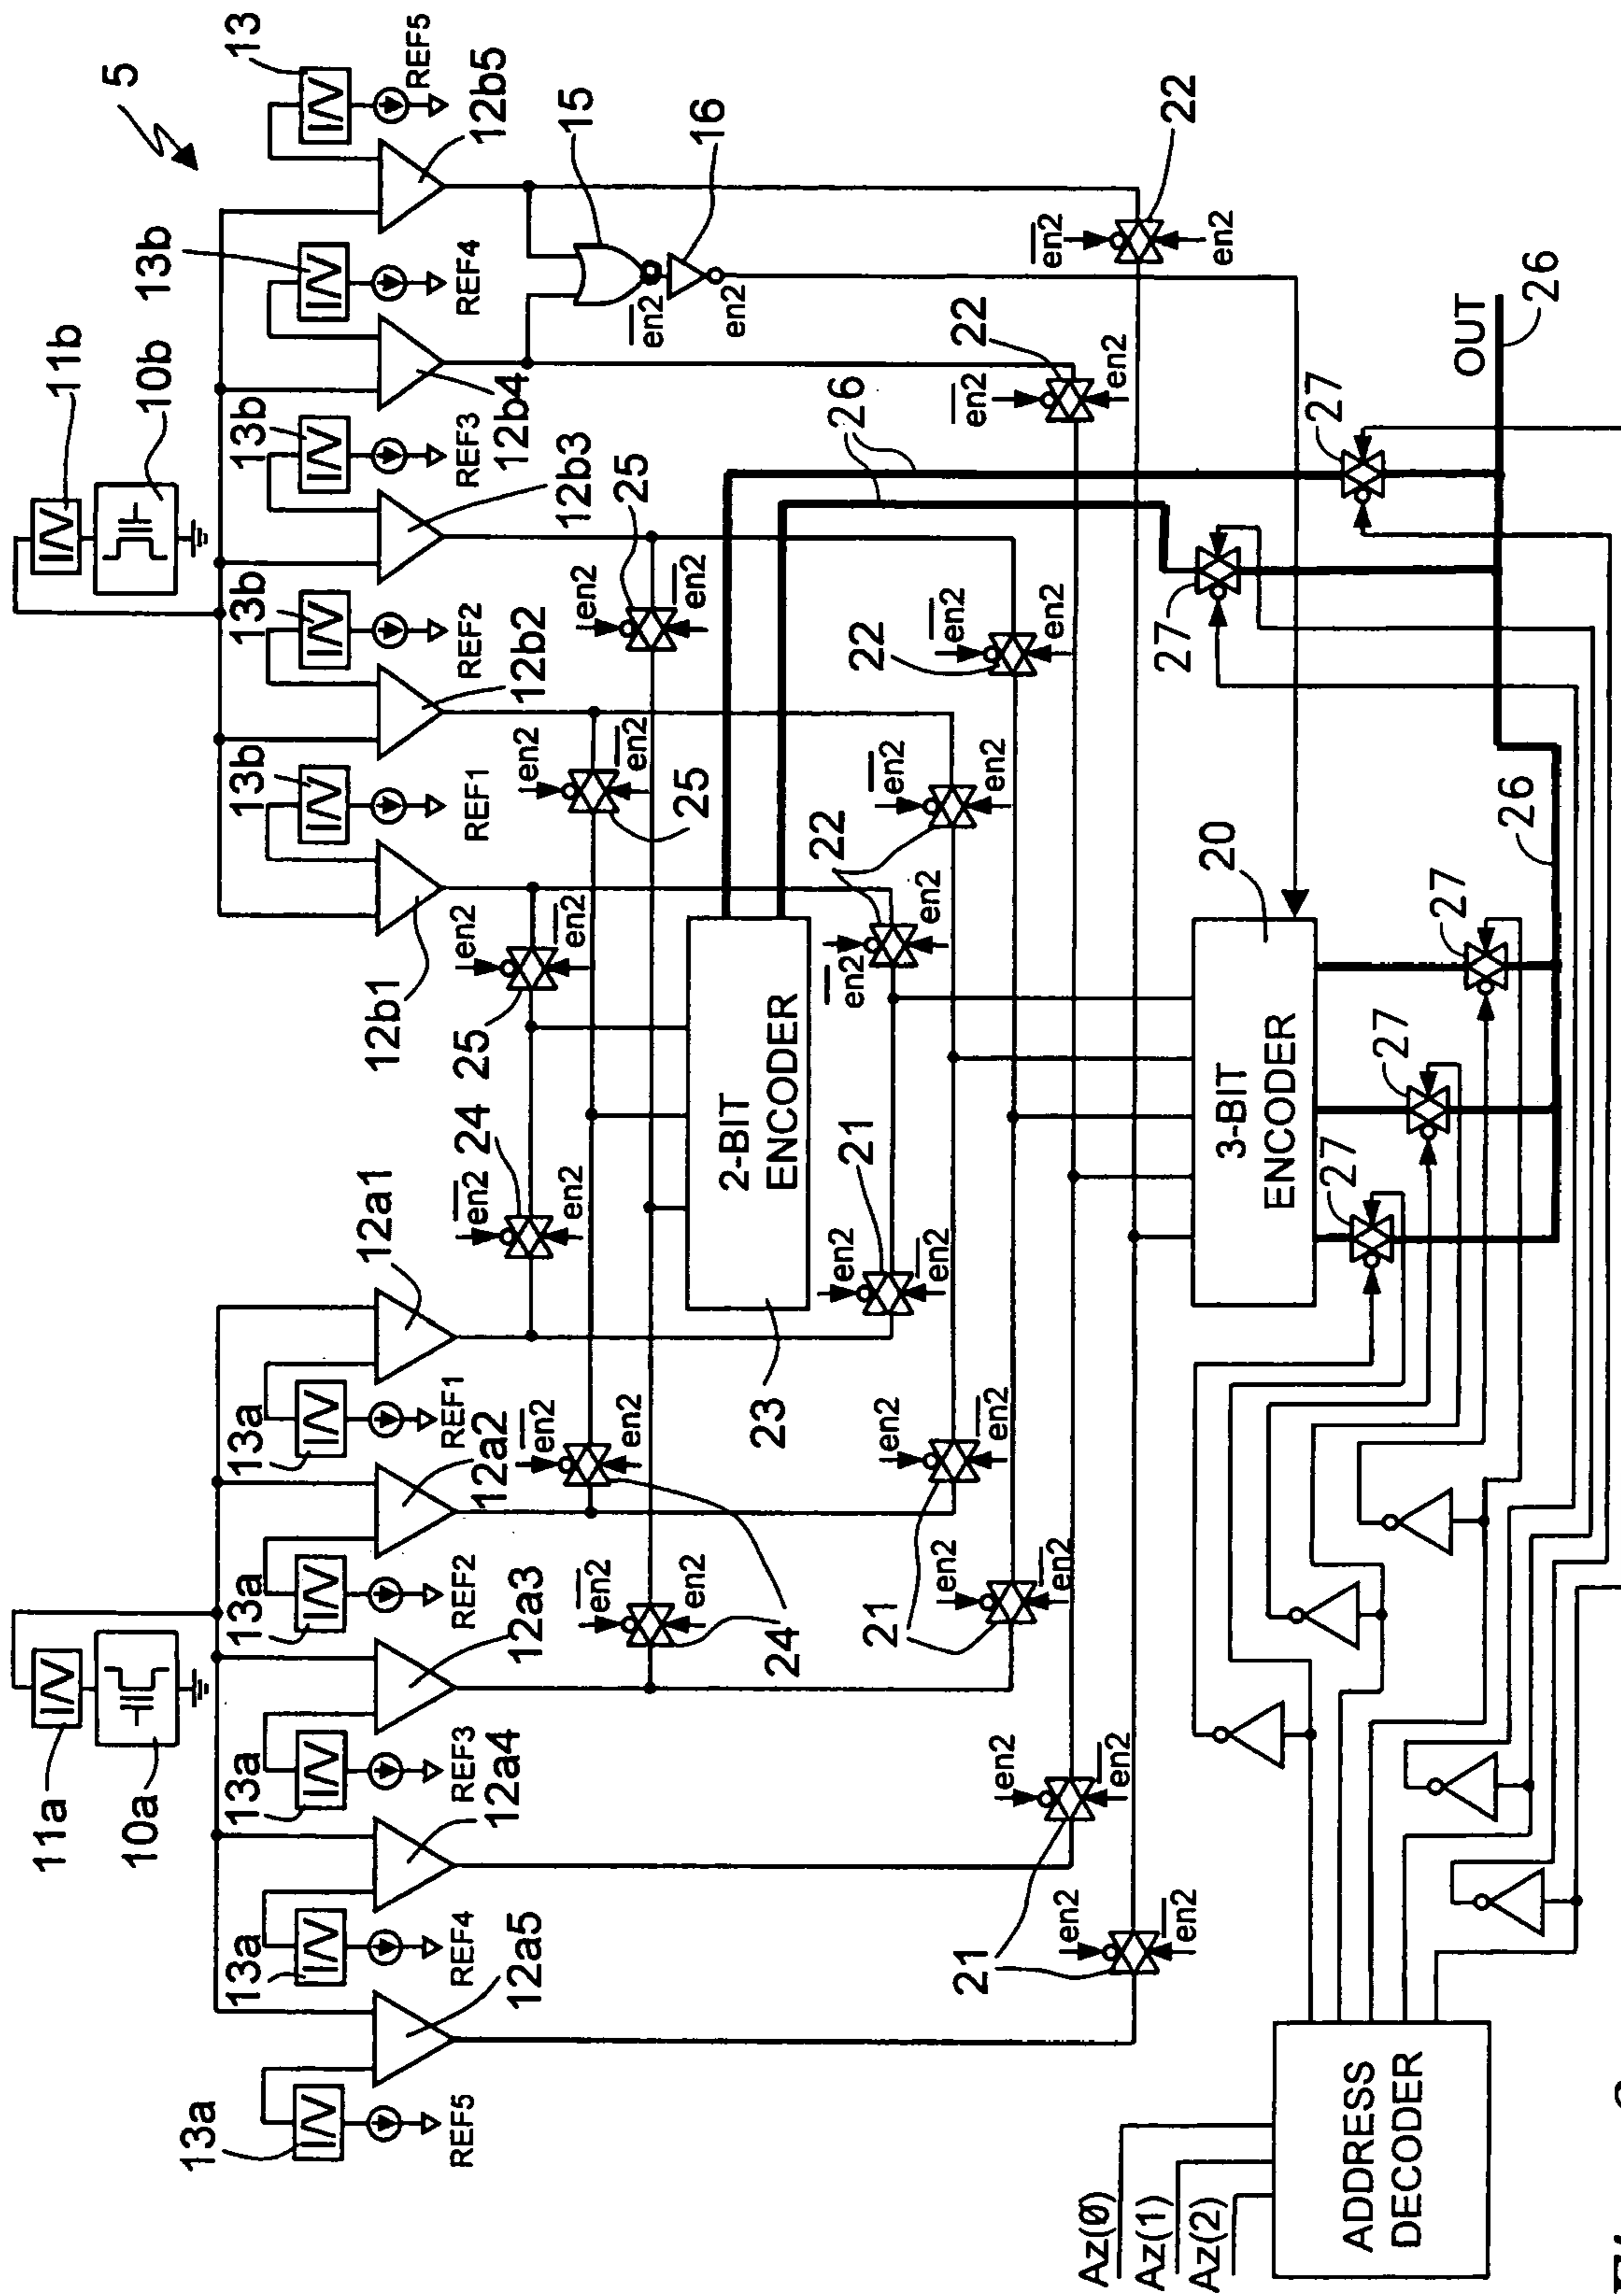 5
13
11b
10b
13b
13b
13b
13b
REF5
REF4
REF3
REF2
REF1
12b5
12b4
12b3
12b2
12b1
15
16
en2
en2
11a
10a
13a
13a
13a
13a
13a
REF1
REF2
REF3
REF4
REF5
12a1
12a2
12a3
12a4
12a5
en2
en2
24
en2
en2
25
en2
en2
en2
en2
25
en2
en2
24
en2
en2
25
2-BIT
ENCODER
23
26
en2
en2
21
en2
en2
22
en2
en2
21
en2
en2
en2
en2
en2
en2
22
en2
en2
en2
en2
22
en2
en2
21
en2
en2
22
3-BIT
ENCODER
20
27
27
27
27
27
26
OUT
26
ADDRESS
DECODER
Az(0)
Az(1)
Az(2)